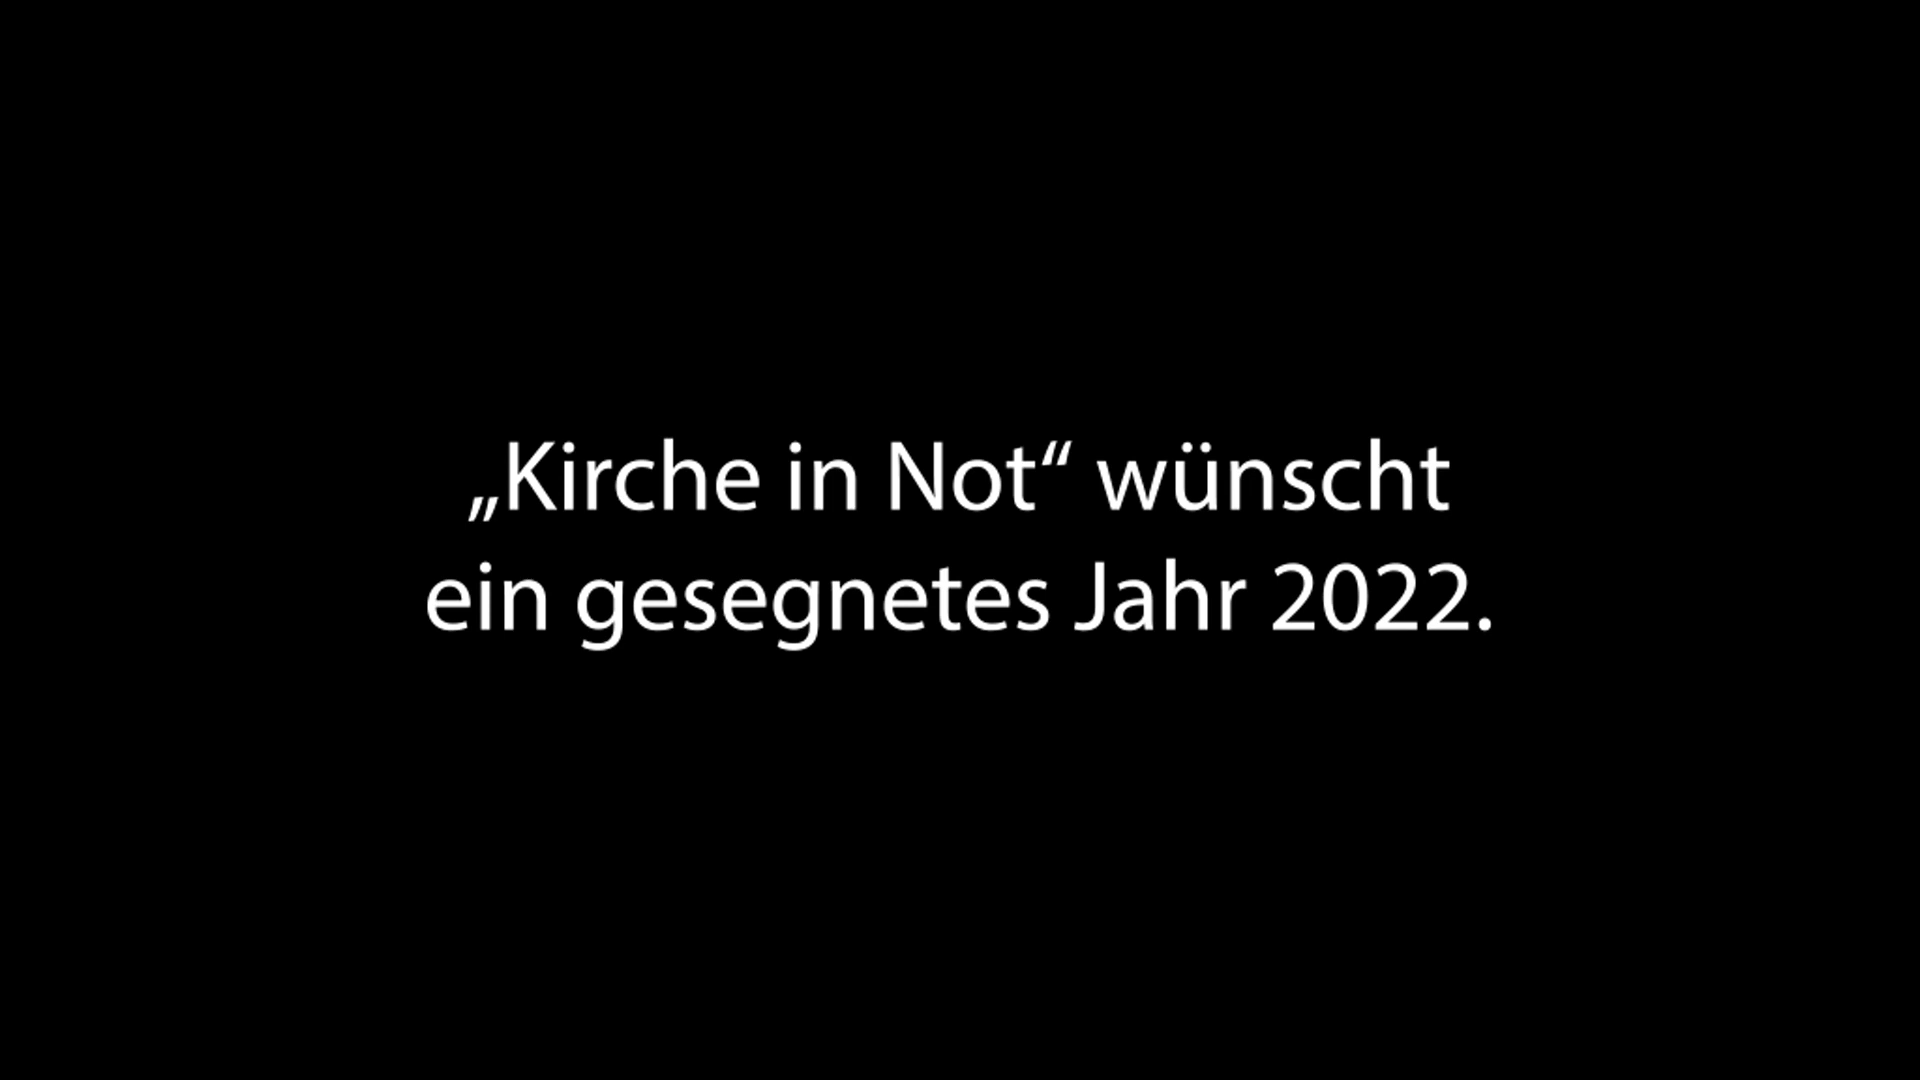 „Kirche in Not“ wünscht
ein gesegnetes Jahr 2022.